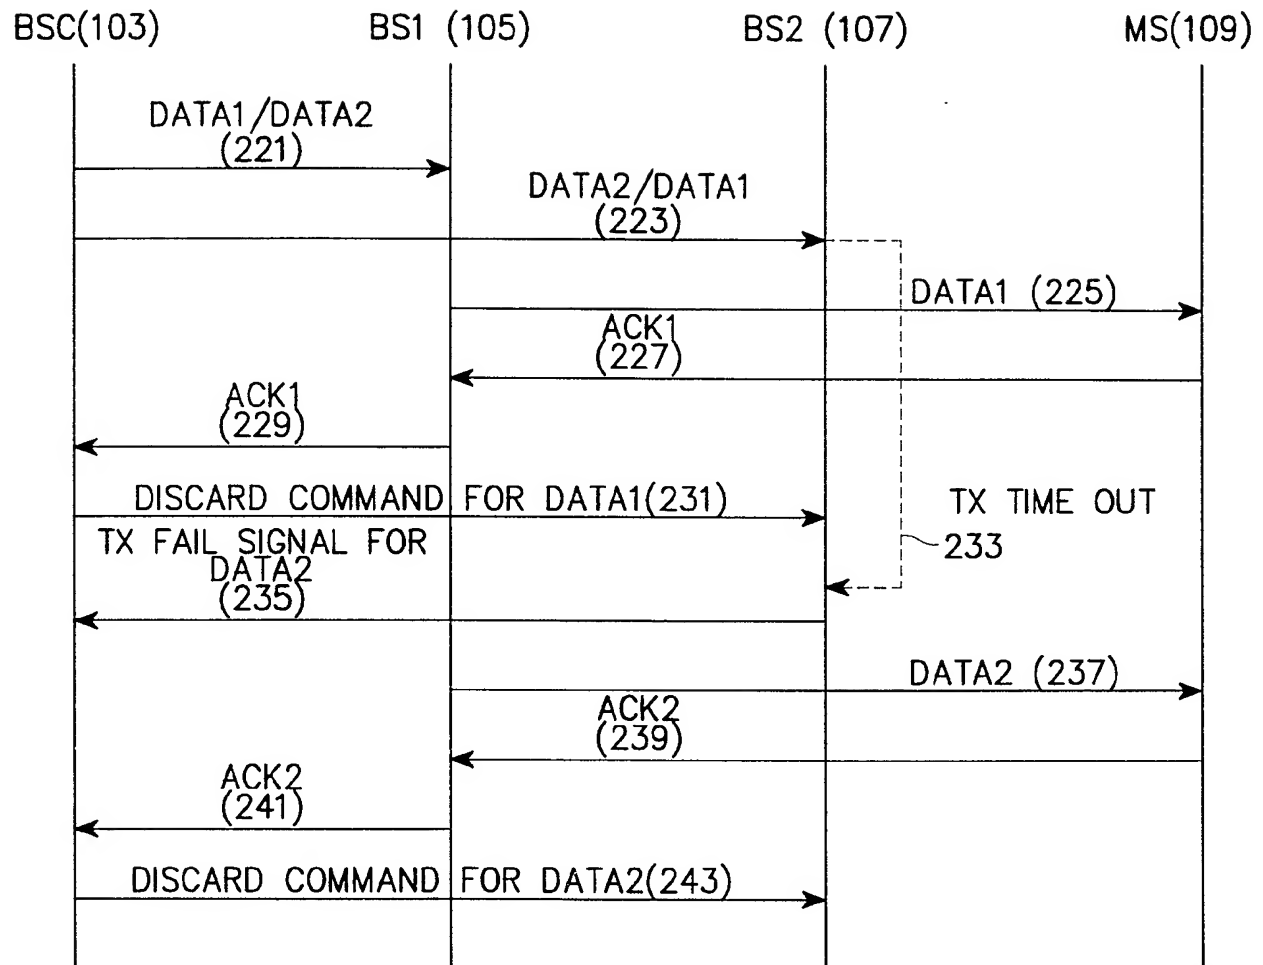 BSC(103) BS1 (105) BS2 (107) MS(109)
DATA1/DATA2
(221)
DATA2/DATA1
(223)
DATA1 (225)
ACK1
(227)
ACK1
(229)
DISCARD COMMAND FOR DATA1(231)
TX TIME OUT
233
TX FAIL SIGNAL FOR
DATA2
(235)
DATA2 (237)
ACK2
(239)
ACK2
(241)
DISCARD COMMAND FOR DATA2(243)